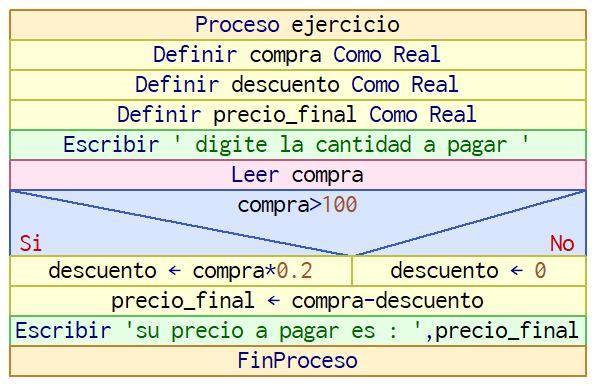 Proceso ejercicio
Definir compra Como Real
Definir descuento Como Real
Definir precio_final Como Real
Escribir ' digite la cantidad a pagar '
Leer compra
compra>100
Si No
descuento ← compra*0.2 descuento ← 0
precio_final ← compra-descuento
Escribir 'su precio a pagar es : ',precio_final
FinProceso